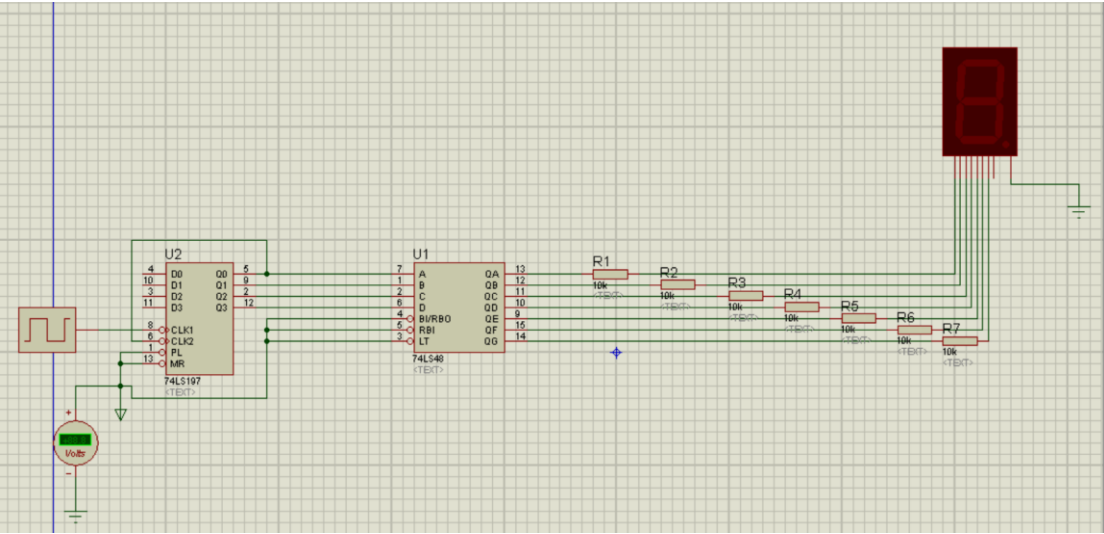 U2
4 D0 Q0 5
10 D1 Q1 9
3 D2 Q2 2
11 D3 Q3 12
8 CLK1
6 CLK2
1 PL
13 MR
74LS197
<TEXT>
U1
7 A QA 13
1 B QB 12
2 C QC 11
6 D QD 10
4 BI/RBO QE 9
5 RBI QF 15
3 LT QG 14
74LS48
<TEXT>
R1
10k
<TEXT>
R2
10k
<TEXT>
R3
10k
<TEXT>
R4
10k
<TEXT>
R5
10k
<TEXT>
R6
10k
<TEXT>
R7
10k
<TEXT>
+
Volts
-